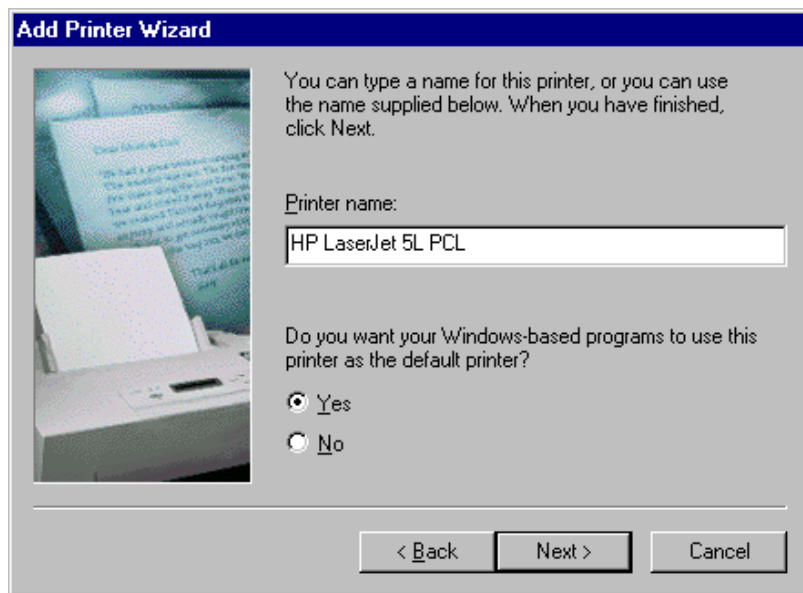 Add Printer Wizard
You can type a name for this printer, or you can use
the name supplied below. When you have finished,
click Next.
Printer name:
HP LaserJet 5L PCL
Do you want your Windows-based programs to use this
printer as the default printer?
Yes
No
< Back
Next >
Cancel